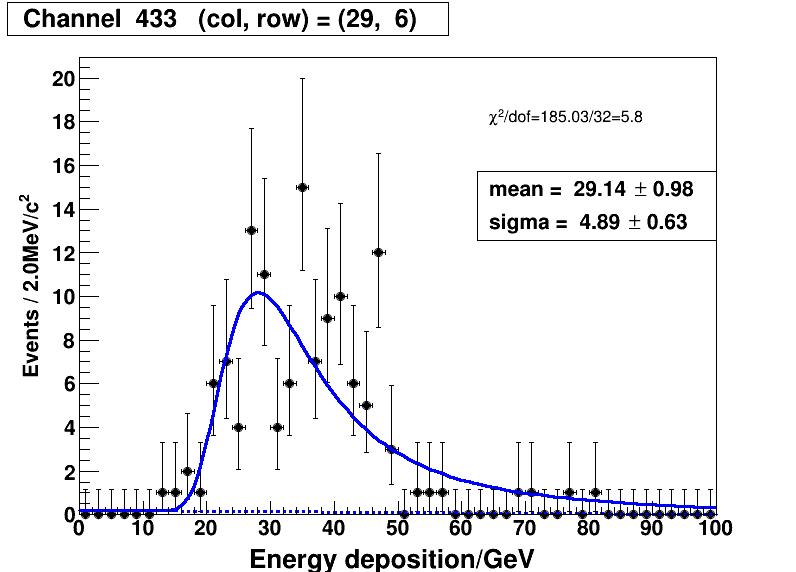 Channel 433 (col, row) = (29, 6)
χ²/dof=185.03/32=5.8
mean = 29.14 ± 0.98
sigma = 4.89 ± 0.63
Events / 2.0MeV/c²
20
18
16
14
12
10
8
6
4
2
0
0 10 20 30 40 50 60 70 80 90 100
Energy deposition/GeV